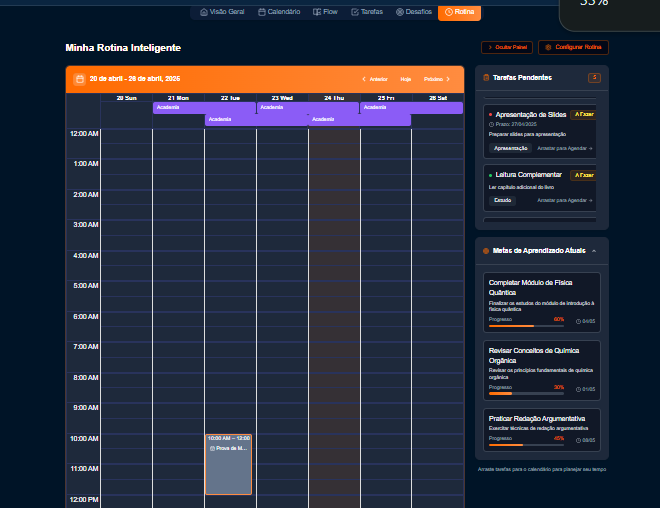 33%
Visão Geral
Calendário
Flow
Tarefas
Desafios
Rotina
Minha Rotina Inteligente
Ocultar Painel
Configurar Rotina
20 de abril - 26 de abril, 2025
Anterior
Hoje
Próximo
20 Sun
21 Mon
22 Tue
23 Wed
24 Thu
25 Fri
26 Sat
Academia
Academia
Academia
Academia
Academia
12:00 AM
1:00 AM
2:00 AM
3:00 AM
4:00 AM
5:00 AM
6:00 AM
7:00 AM
8:00 AM
9:00 AM
10:00 AM
11:00 AM
12:00 PM
10:00 AM – 12:00
Prova de M...
Tarefas Pendentes
5
Apresentação de Slides
A Fazer
Prazo: 27/04/2025
Preparar slides para apresentação
Apresentação
Arrastar para Agendar →
Leitura Complementar
A Fazer
Ler capítulo adicional do livro
Estudo
Arrastar para Agendar →
Metas de Aprendizado Atuais
Completar Módulo de Física
Quântica
Finalizar os estudos do módulo de introdução à
física quântica
Progresso
60%
04/05
Revisar Conceitos de Química
Orgânica
Revisar os princípios fundamentais de química
orgânica
Progresso
30%
01/05
Praticar Redação Argumentativa
Exercitar técnicas de redação argumentativa
Progresso
45%
08/05
Arraste tarefas para o calendário para planejar seu tempo